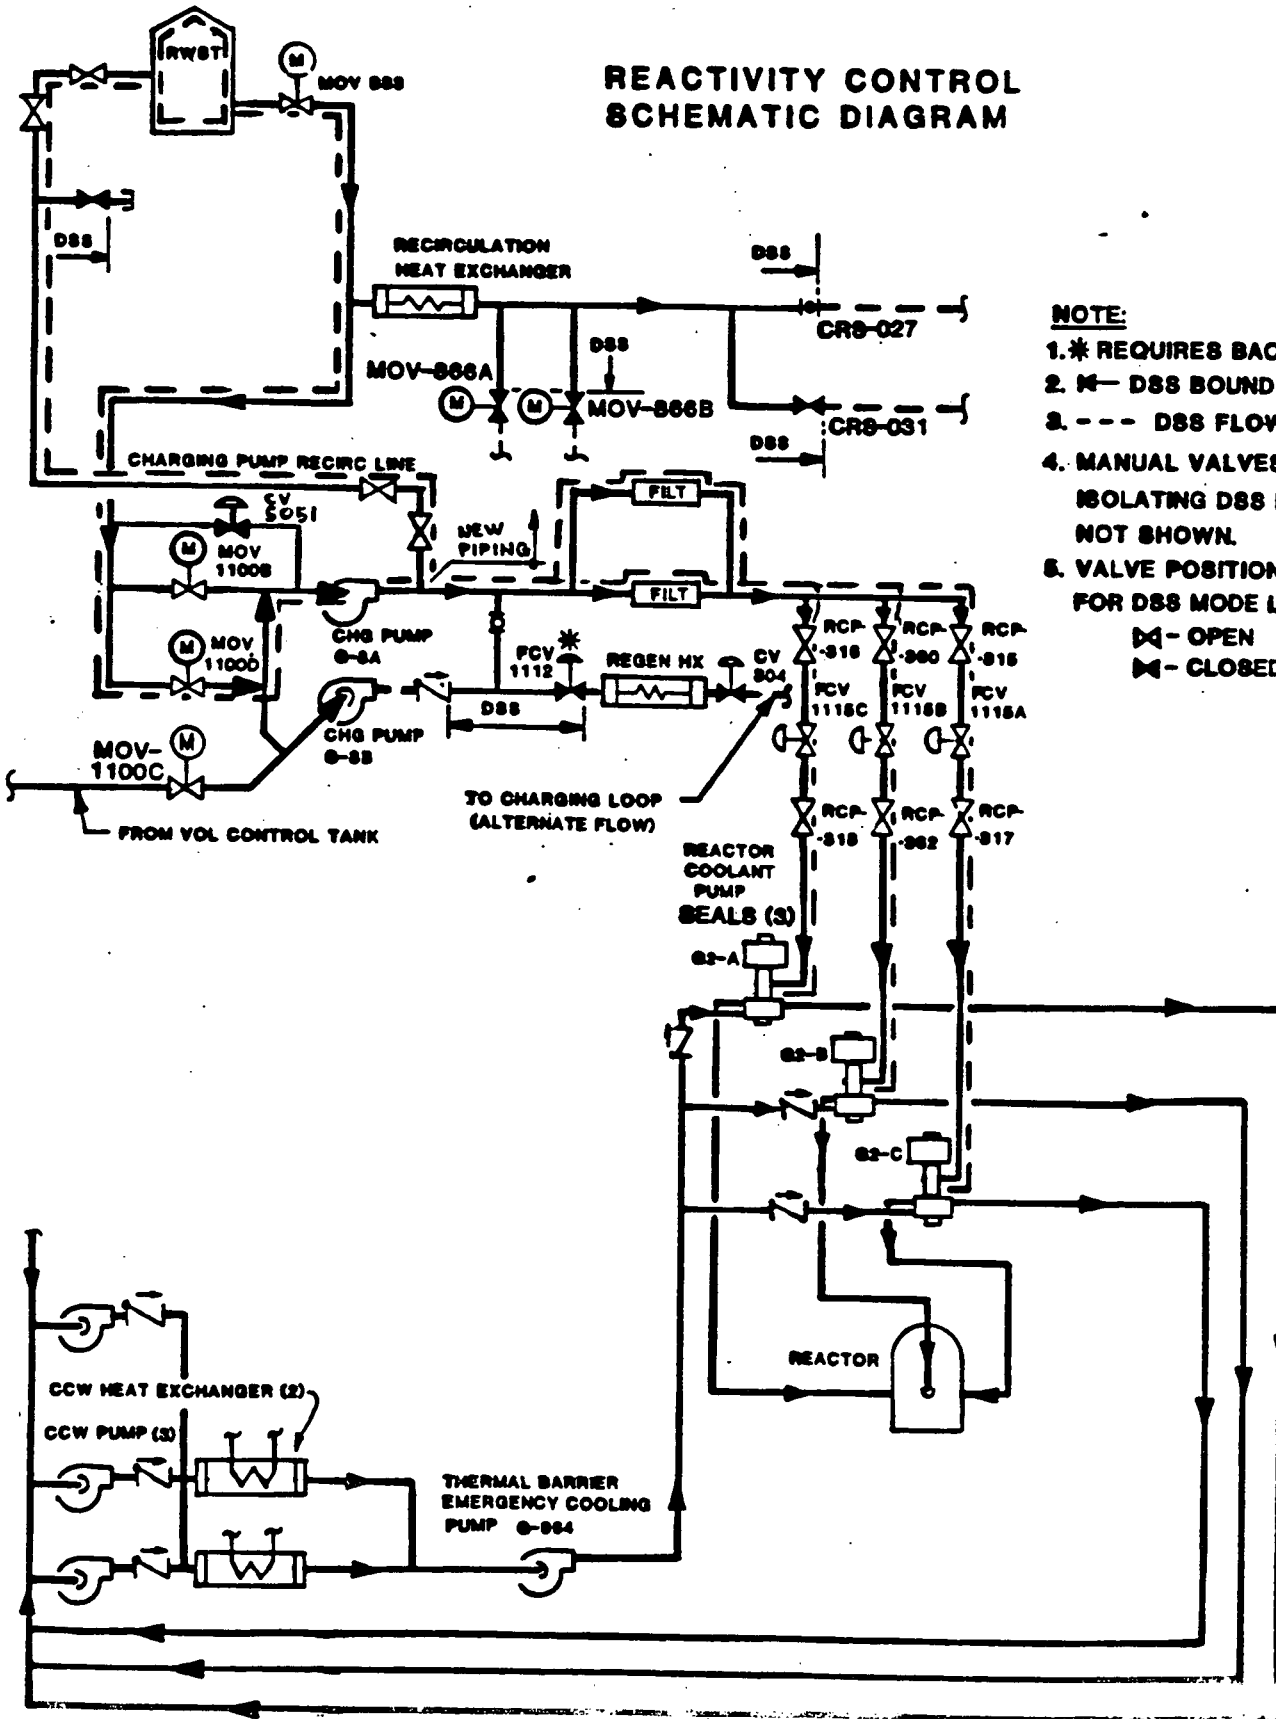 REACTIVITY CONTROL
SCHEMATIC DIAGRAM
RWST
M
MOV 883
DSS
RECIRCULATION
HEAT EXCHANGER
DSS
CRS-027
DSS
MOV-866A
M
M
MOV-866B
CRS-031
DSS
NOTE:
1.✳ REQUIRES BAC
2. DSS BOUND
3. --- DSS FLOW
4. MANUAL VALVES
ISOLATING DSS
NOT SHOWN.
5. VALVE POSITION
FOR DSS MODE
- OPEN
- CLOSED
CHARGING PUMP RECIRC LINE
CV
5051
M
MOV
1100B
NEW
PIPING
FILT
FILT
M
MOV
1100D
CHG PUMP
G-8A
FCV
1112
REGEN HX
CV
304
DSS
CHG PUMP
G-8B
MOV-
1100C
M
FROM VOL CONTROL TANK
TO CHARGING LOOP
(ALTERNATE FLOW)
RCP-
-316
RCP-
-360
RCP-
-315
FCV
1115C
FCV
1115B
FCV
1115A
RCP-
-318
RCP-
-362
RCP-
-317
REACTOR
COOLANT
PUMP
SEALS (3)
G2-A
G2-B
G2-C
REACTOR
CCW HEAT EXCHANGER (2)
CCW PUMP (3)
THERMAL BARRIER
EMERGENCY COOLING
PUMP G-964